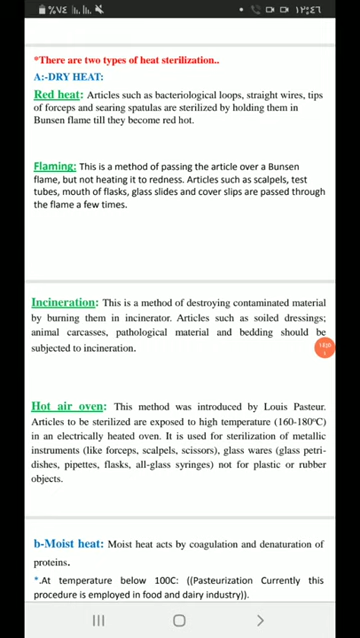 %٧٤
١٢:٤٦
*There are two types of heat sterilization..
A:-DRY HEAT:
Red heat: Articles such as bacteriological loops, straight wires, tips
of forceps and searing spatulas are sterilized by holding them in
Bunsen flame till they become red hot.
Flaming: This is a method of passing the article over a Bunsen
flame, but not heating it to redness. Articles such as scalpels, test
tubes, mouth of flasks, glass slides and cover slips are passed through
the flame a few times.
Incineration: This is a method of destroying contaminated material
by burning them in incinerator. Articles such as soiled dressings;
animal carcasses, pathological material and bedding should be
subjected to incineration.
Hot air oven: This method was introduced by Louis Pasteur.
Articles to be sterilized are exposed to high temperature (160-180ºC)
in an electrically heated oven. It is used for sterilization of metallic
instruments (like forceps, scalpels, scissors), glass wares (glass petri-
dishes, pipettes, flasks, all-glass syringes) not for plastic or rubber
objects.
b-Moist heat: Moist heat acts by coagulation and denaturation of
proteins.
*.At temperature below 100C: ((Pasteurization Currently this
procedure is employed in food and dairy industry)).